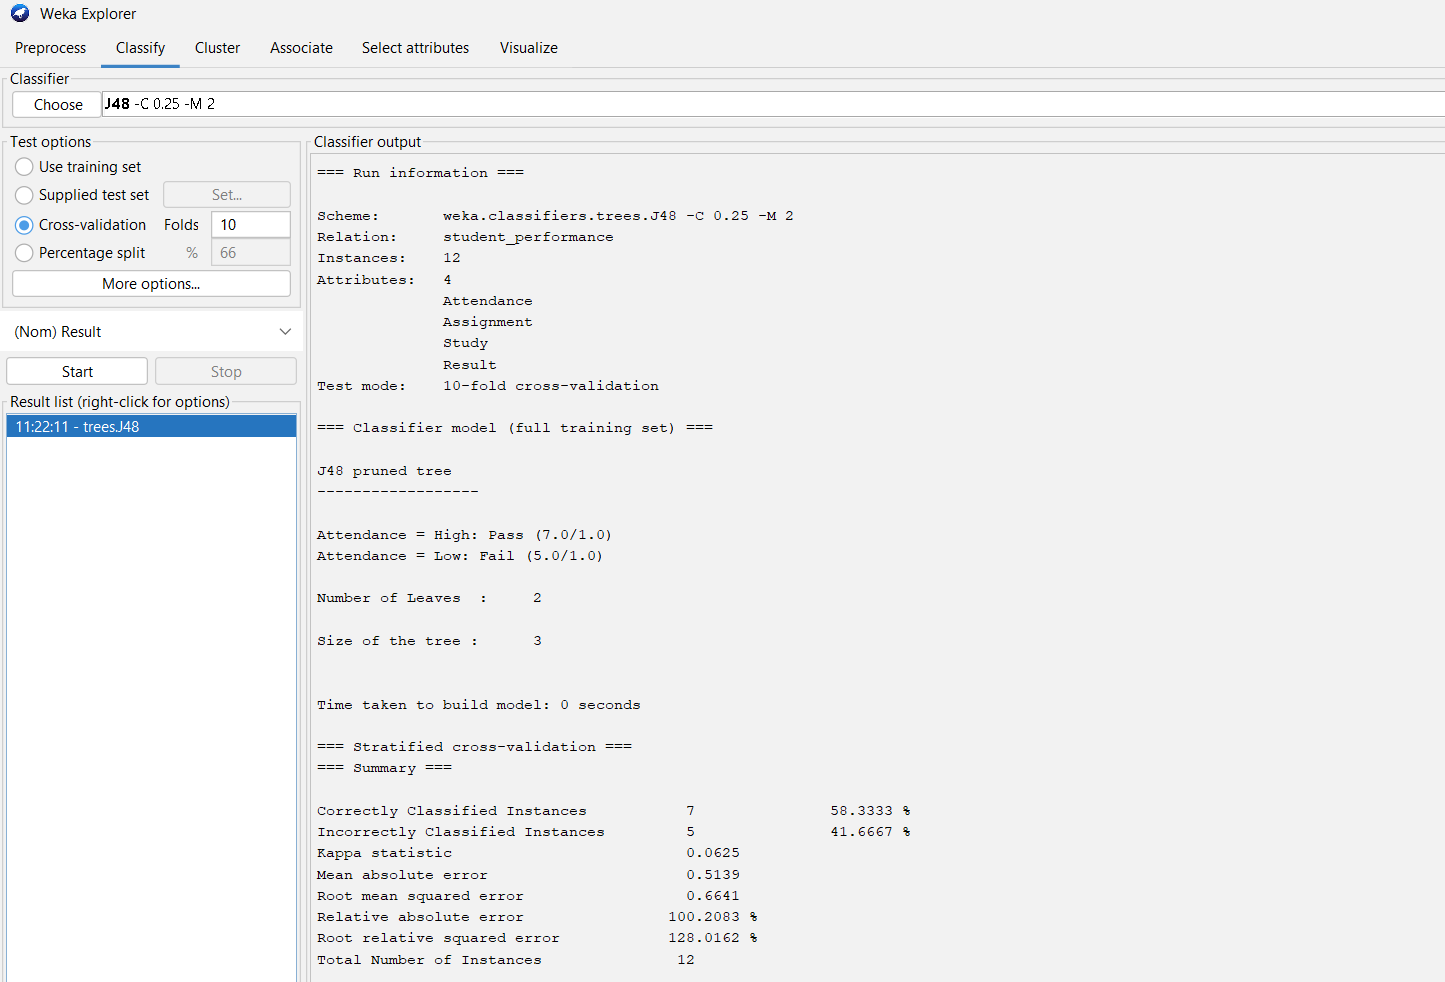 Weka Explorer
Preprocess Classify Cluster Associate Select attributes Visualize
Classifier
Choose J48 -C 0.25 -M 2
Test options
Use training set
Supplied test set Set...
Cross-validation Folds 10
Percentage split % 66
More options...
(Nom) Result
Start Stop
Result list (right-click for options)
11:22:11 - trees.J48
Classifier output
=== Run information ===
Scheme: weka.classifiers.trees.J48 -C 0.25 -M 2
Relation: student_performance
Instances: 12
Attributes: 4
Attendance
Assignment
Study
Result
Test mode: 10-fold cross-validation
=== Classifier model (full training set) ===
J48 pruned tree
------------------
Attendance = High: Pass (7.0/1.0)
Attendance = Low: Fail (5.0/1.0)
Number of Leaves : 2
Size of the tree : 3
Time taken to build model: 0 seconds
=== Stratified cross-validation ===
=== Summary ===
Correctly Classified Instances 7 58.3333 %
Incorrectly Classified Instances 5 41.6667 %
Kappa statistic 0.0625
Mean absolute error 0.5139
Root mean squared error 0.6641
Relative absolute error 100.2083 %
Root relative squared error 128.0162 %
Total Number of Instances 12